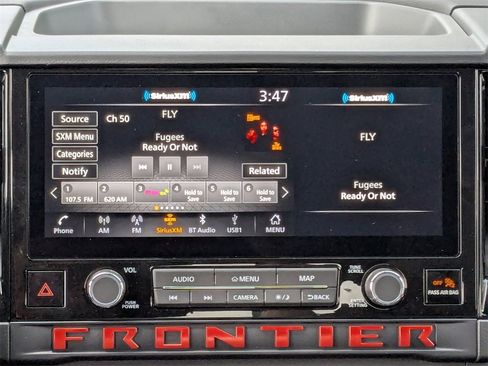 SiriusXM
3:47
SiriusXM
Source
Ch 50
FLY
SXM Menu
Categories
Notify
Fugees
Ready Or Not
Related
FLY
Fugees
Ready Or Not
1 2 3 4 5 6
107.5 FM 620 AM Hold to Save Hold to Save Hold to Save
Phone AM FM SiriusXM BT Audio USB1 MENU
VOL
PUSH POWER
AUDIO MENU MAP
CAMERA BACK
TUNE SCROLL
ENTER SETTING
OFF
PASS AIR BAG
FRONTIER